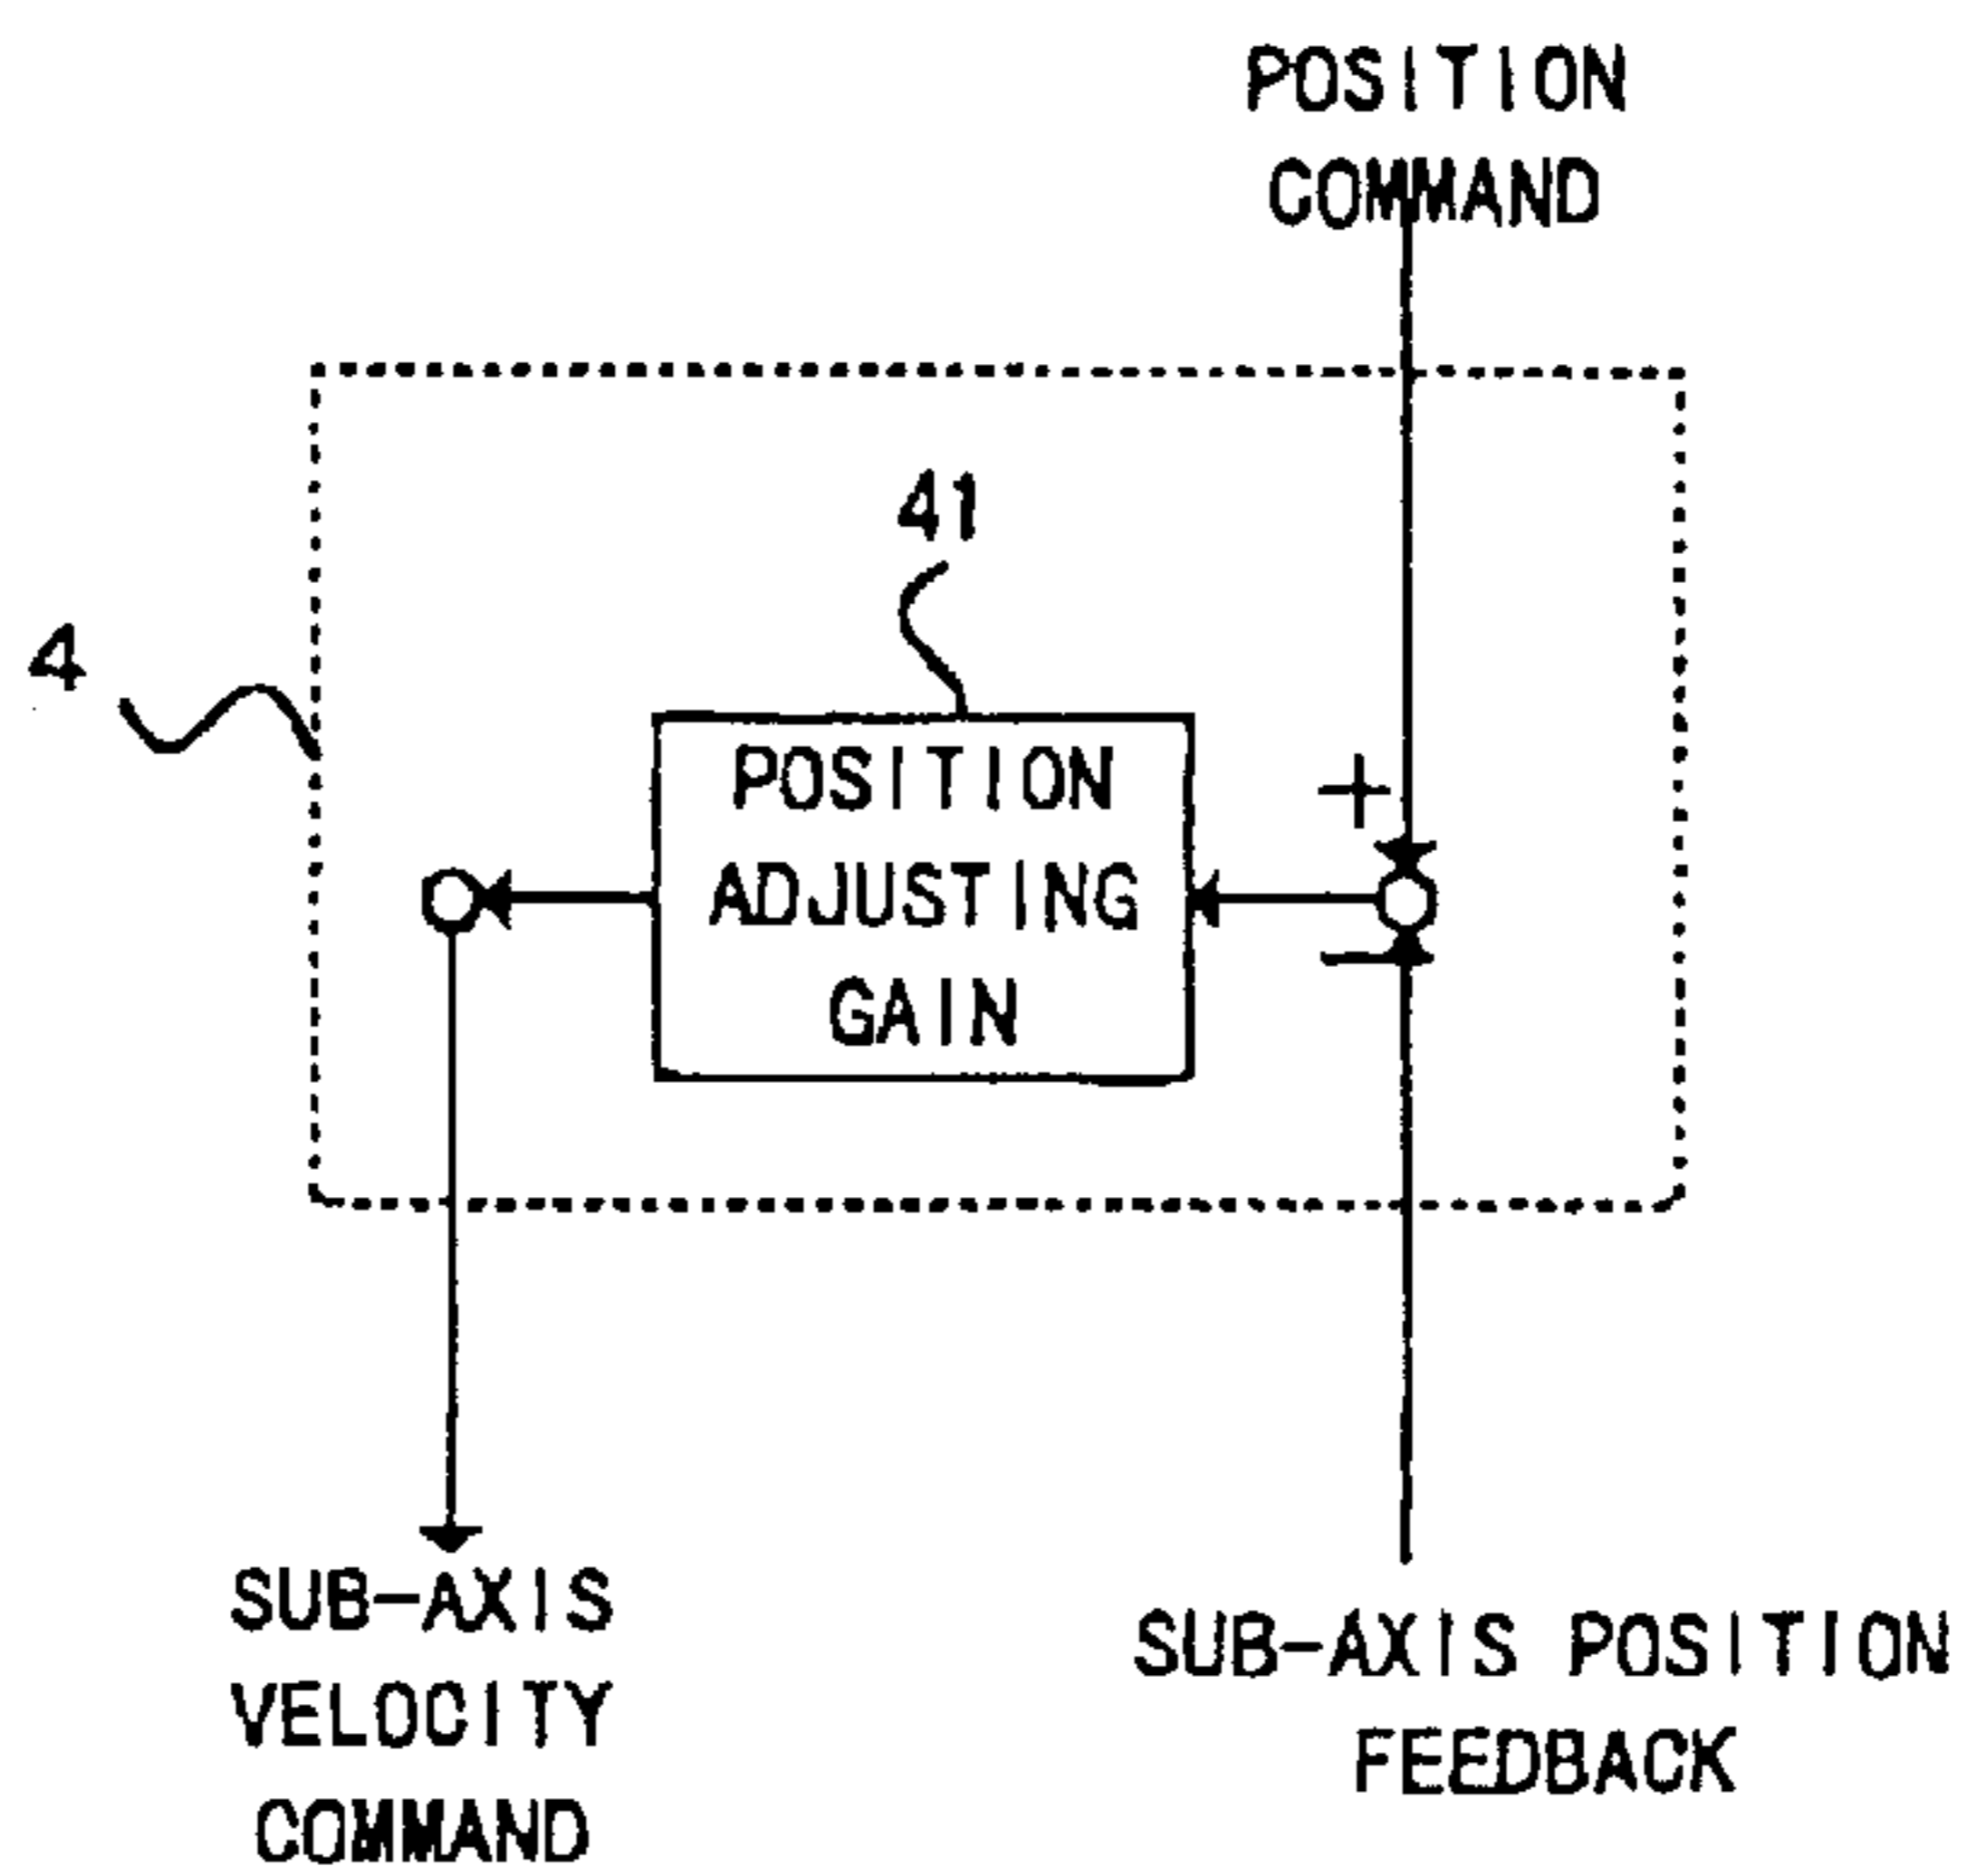 POSITION
COMMAND
41
4
POSITION
ADJUSTING
GAIN
+
−
SUB-AXIS
VELOCITY
COMMAND
SUB-AXIS POSITION
FEEDBACK